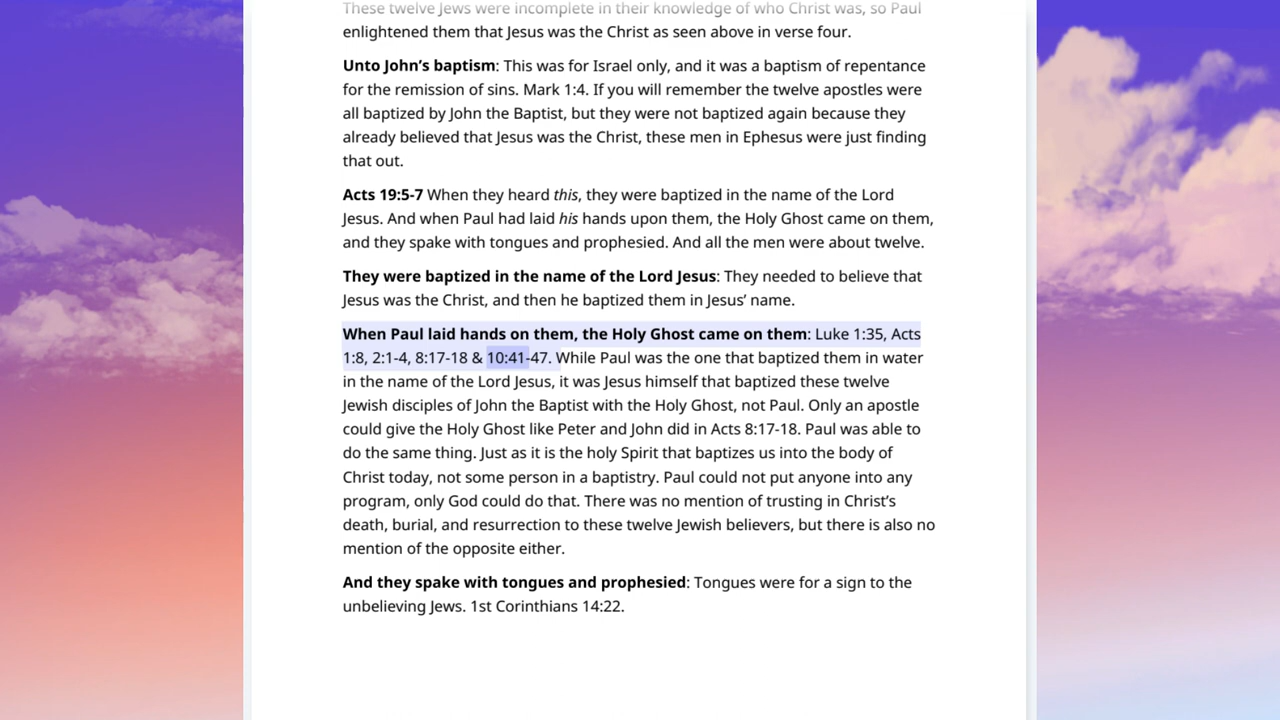 These twelve Jews were incomplete in their knowledge of who Christ was, so Paul
enlightened them that Jesus was the Christ as seen above in verse four.
Unto John’s baptism: This was for Israel only, and it was a baptism of repentance
for the remission of sins. Mark 1:4. If you will remember the twelve apostles were
all baptized by John the Baptist, but they were not baptized again because they
already believed that Jesus was the Christ, these men in Ephesus were just finding
that out.
Acts 19:5-7 When they heard this, they were baptized in the name of the Lord
Jesus. And when Paul had laid his hands upon them, the Holy Ghost came on them,
and they spake with tongues and prophesied. And all the men were about twelve.
They were baptized in the name of the Lord Jesus: They needed to believe that
Jesus was the Christ, and then he baptized them in Jesus’ name.
When Paul laid hands on them, the Holy Ghost came on them: Luke 1:35, Acts
1:8, 2:1-4, 8:17-18 & 10:41-47. While Paul was the one that baptized them in water
in the name of the Lord Jesus, it was Jesus himself that baptized these twelve
Jewish disciples of John the Baptist with the Holy Ghost, not Paul. Only an apostle
could give the Holy Ghost like Peter and John did in Acts 8:17-18. Paul was able to
do the same thing. Just as it is the holy Spirit that baptizes us into the body of
Christ today, not some person in a baptistry. Paul could not put anyone into any
program, only God could do that. There was no mention of trusting in Christ’s
death, burial, and resurrection to these twelve Jewish believers, but there is also no
mention of the opposite either.
And they spake with tongues and prophesied: Tongues were for a sign to the
unbelieving Jews. 1st Corinthians 14:22.